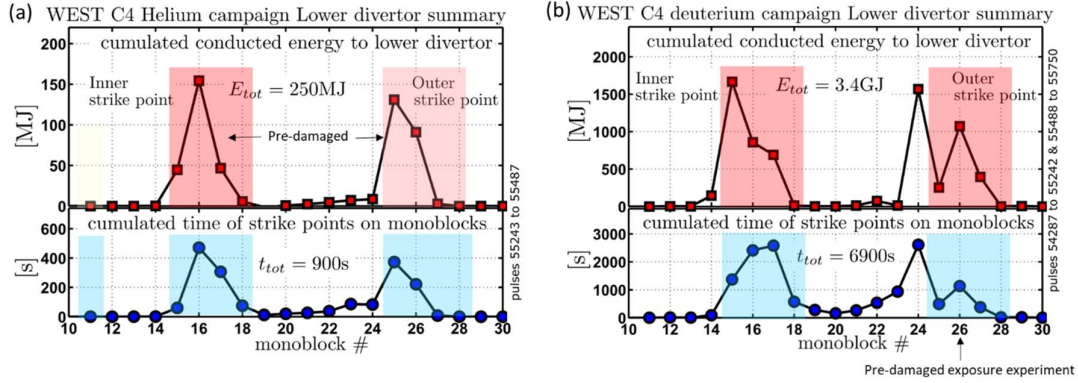 (a) WEST C4 Helium campaign Lower divertor summary
200
150
100
50
0
[MJ]
cumulated conducted energy to lower divertor
Inner
strike point
E_tot = 250MJ
Outer
strike point
Pre-damaged
cumulated time of strike points on monoblocks
600
400
200
0
[s]
t_tot = 900s
10 12 14 16 18 20 22 24 26 28 30
monoblock #
pulses 55243 to 55487
(b) WEST C4 deuterium campaign Lower divertor summary
2000
1500
1000
500
0
[MJ]
cumulated conducted energy to lower divertor
Inner
strike point
E_tot = 3.4GJ
Outer
strike point
cumulated time of strike points on monoblocks
3000
2000
1000
0
[s]
t_tot = 6900s
10 12 14 16 18 20 22 24 26 28 30
monoblock #
pulses 54287 to 55242 & 55488 to 55750
Pre-damaged exposure experiment